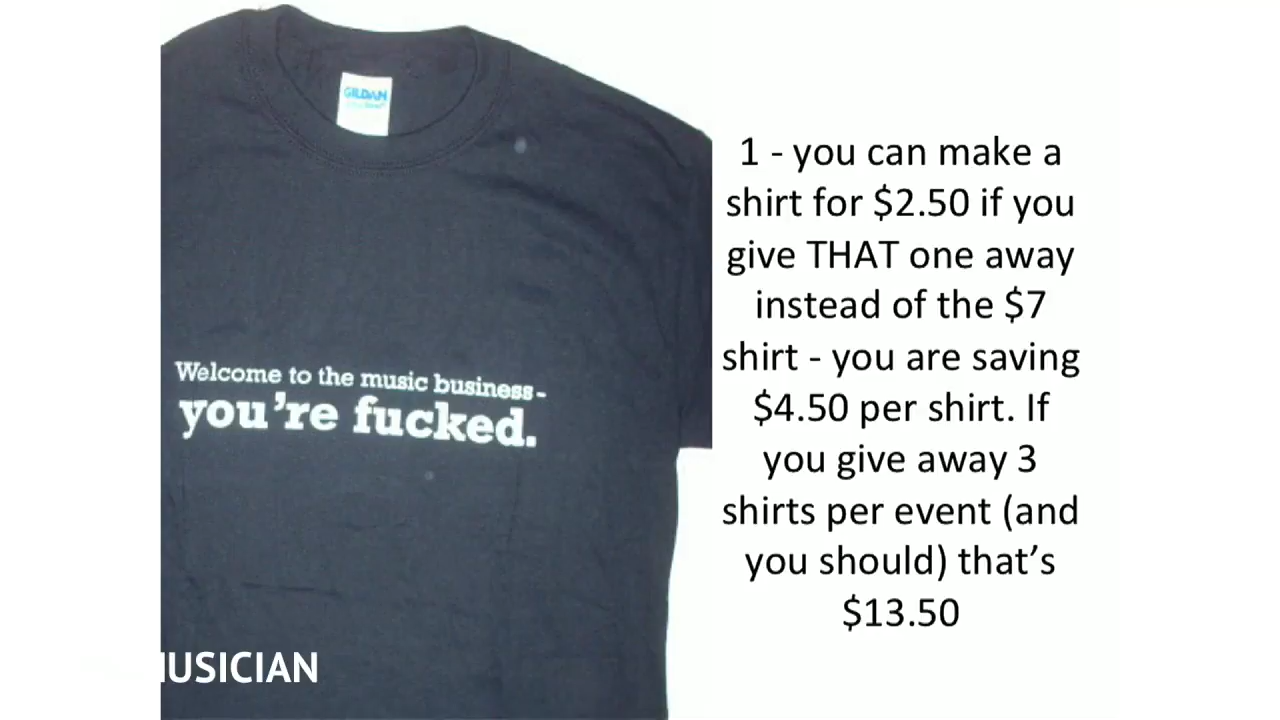 GILDAN
Welcome to the music business -
you're fucked.
1 - you can make a
shirt for $2.50 if you
give THAT one away
instead of the $7
shirt - you are saving
$4.50 per shirt. If
you give away 3
shirts per event (and
you should) that’s
$13.50
USICIAN